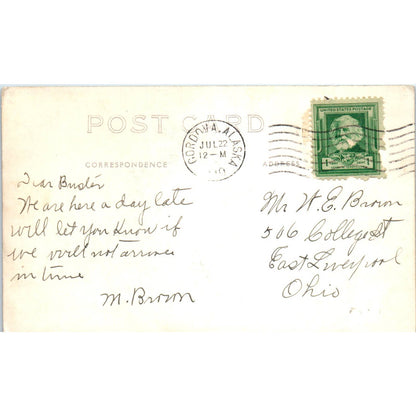 POST CARD
CORRESPONDENCE
ADDRESS
CORDOVA, ALASKA
JUL 22
12 - M
UNITED STATES POSTAGE
1¢
Dear Buster
We are here a day late
will let you know if
we will not arrive
in time
M. Brown
Mr W. E. Brown
506 College St
East Liverpool
Ohio